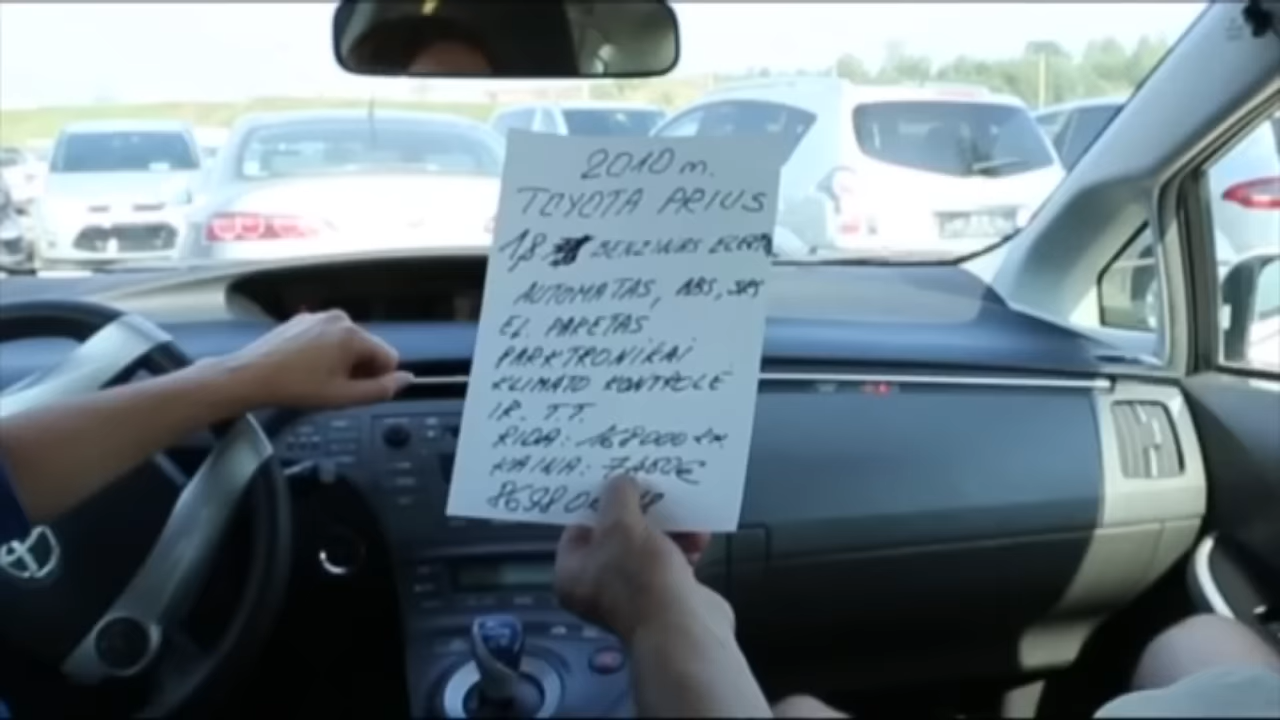 2010 m.
TOYOTA PRIUS
1,8 BENZINAS ELEKTR
AUTOMATAS, ABS, SRS
EL. PAKETAS
PARKTRONIKAI
KLIMATO KONTROLĖ
IR. T.T.
RIDA: 168000 km
KAINA: